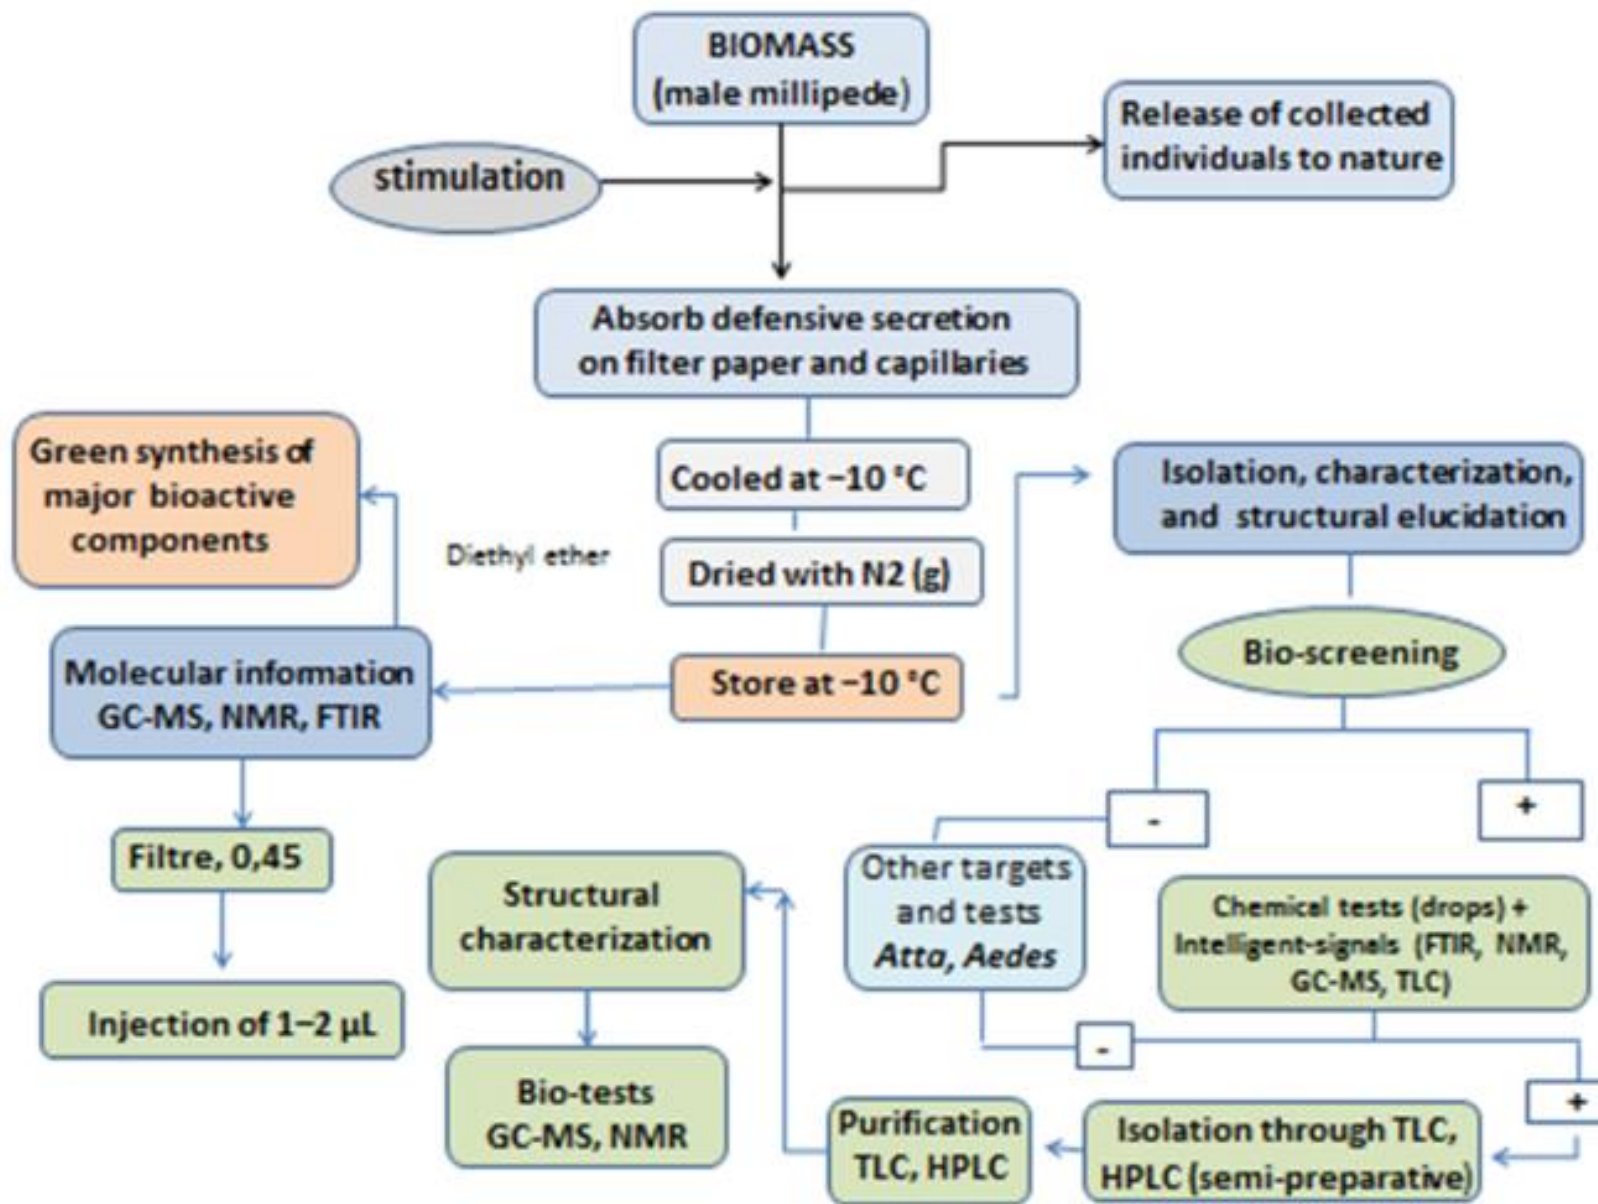 BIOMASS
(male millipede)
Release of collected
individuals to nature
stimulation
Absorb defensive secretion
on filter paper and capillaries
Green synthesis of
major bioactive
components
Cooled at −10 °C
Isolation, characterization,
and structural elucidation
Diethyl ether
Dried with N2 (g)
Bio-screening
Molecular information
GC-MS, NMR, FTIR
Store at −10 °C
-
+
Filtre, 0,45
Structural
characterization
Other targets
and tests
Atta, Aedes
Chemical tests (drops) +
Intelligent-signals (FTIR, NMR,
GC-MS, TLC)
Injection of 1−2 µL
-
+
Bio-tests
GC-MS, NMR
Purification
TLC, HPLC
Isolation through TLC,
HPLC (semi-preparative)